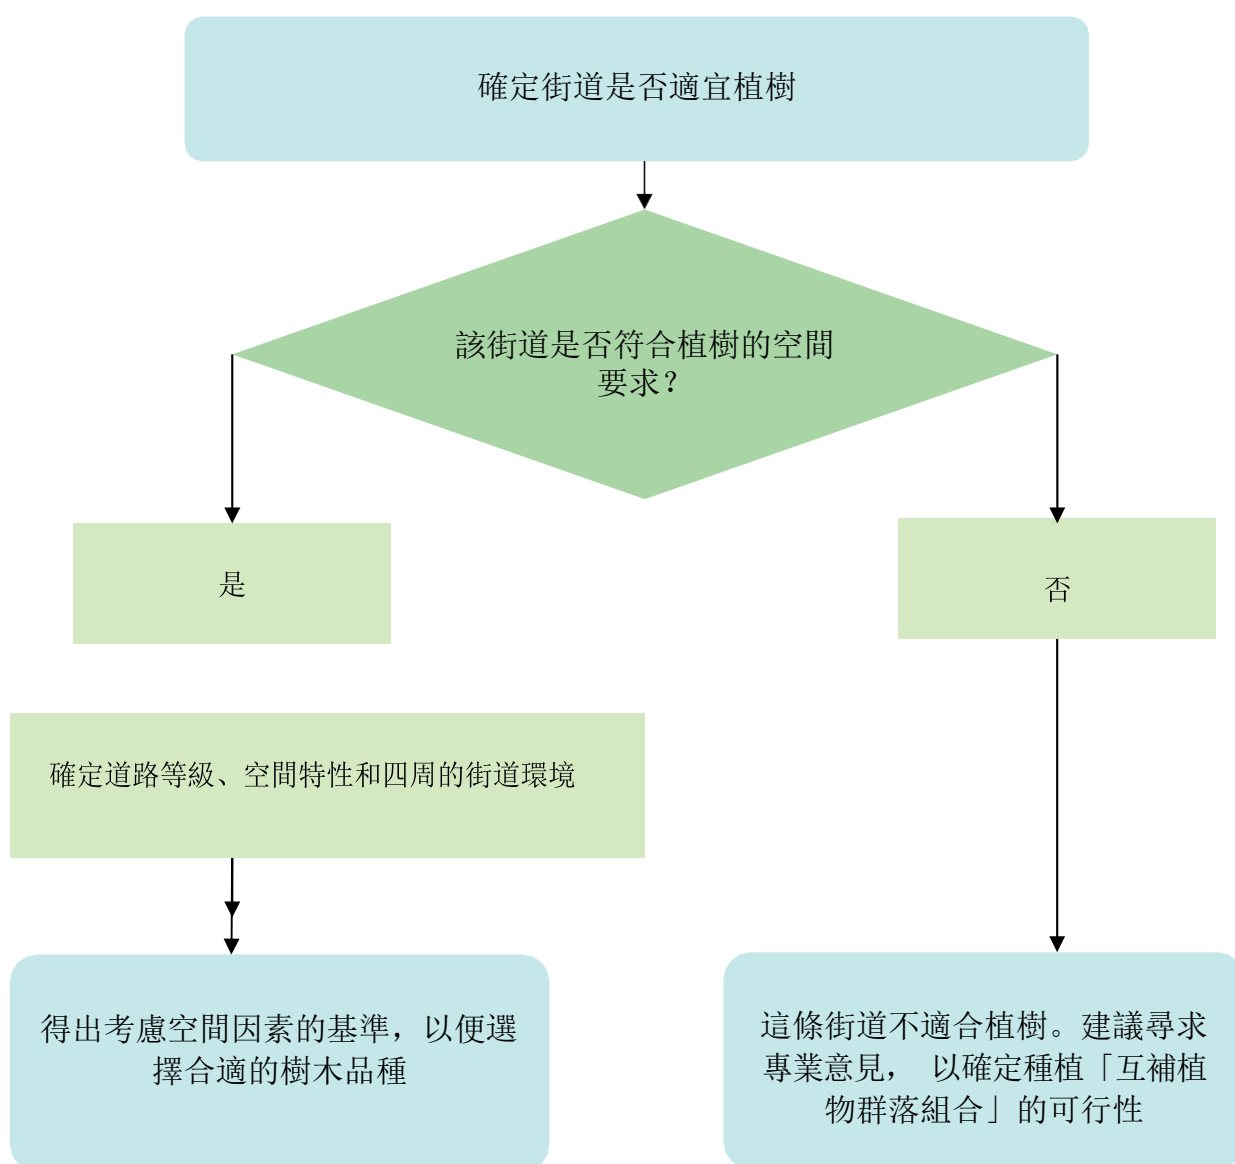 確定街道是否適宜植樹
該街道是否符合植樹的空間
要求？
是
否
確定道路等級、空間特性和四周的街道環境
得出考慮空間因素的基準，以便選
擇合適的樹木品種
這條街道不適合植樹。建議尋求
專業意見， 以確定種植「互補植
物群落組合」的可行性